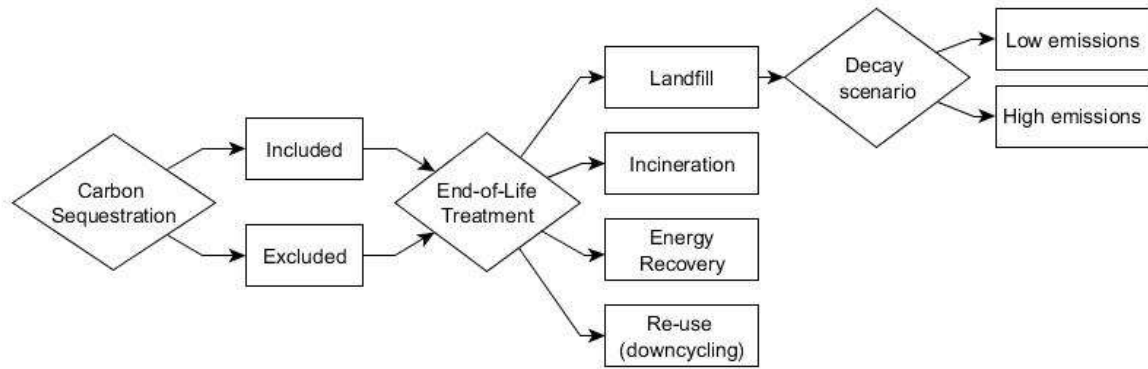 Carbon
Sequestration
Included
Excluded
End-of-Life
Treatment
Landfill
Incineration
Energy
Recovery
Re-use
(downcycling)
Decay
scenario
Low emissions
High emissions